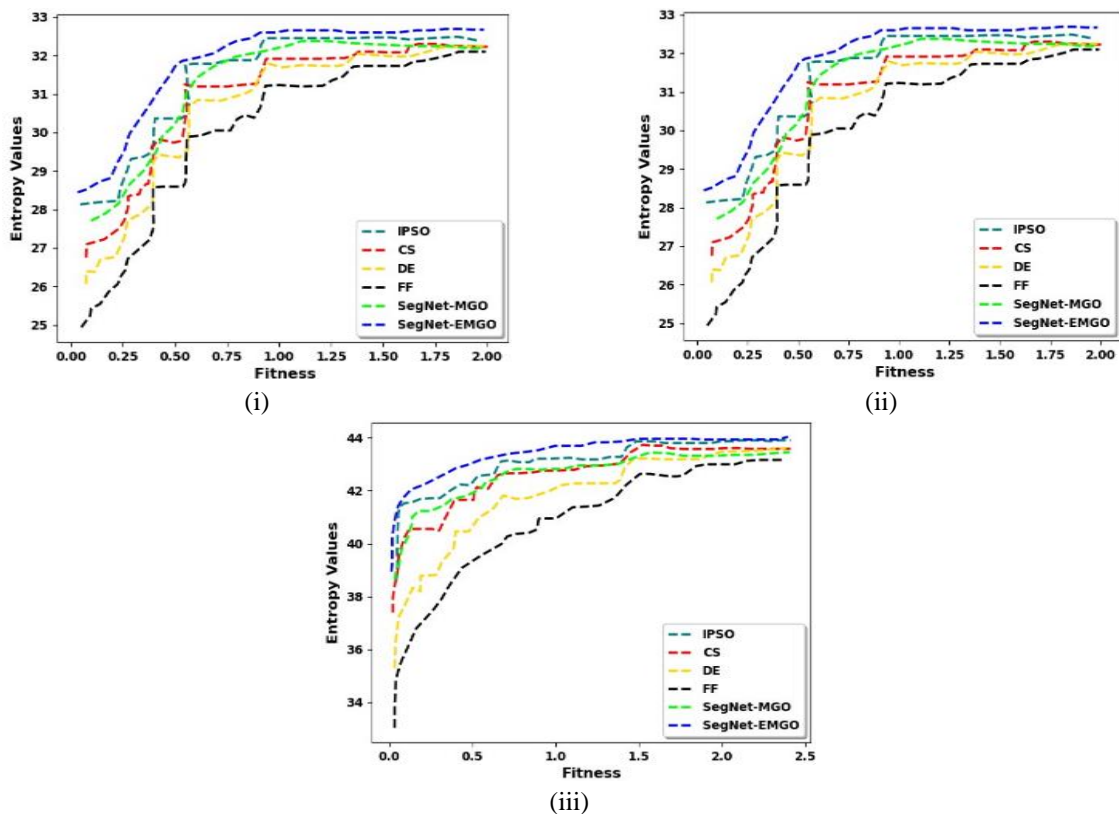 33
32
31
30
29
28
27
26
25
Entropy Values
IPSO
CS
DE
FF
SegNet-MGO
SegNet-EMGO
0.00 0.25 0.50 0.75 1.00 1.25 1.50 1.75 2.00
Fitness
(i)
33
32
31
30
29
28
27
26
25
Entropy Values
IPSO
CS
DE
FF
SegNet-MGO
SegNet-EMGO
0.00 0.25 0.50 0.75 1.00 1.25 1.50 1.75 2.00
Fitness
(ii)
44
42
40
38
36
34
Entropy Values
IPSO
CS
DE
FF
SegNet-MGO
SegNet-EMGO
0.0 0.5 1.0 1.5 2.0 2.5
Fitness
(iii)